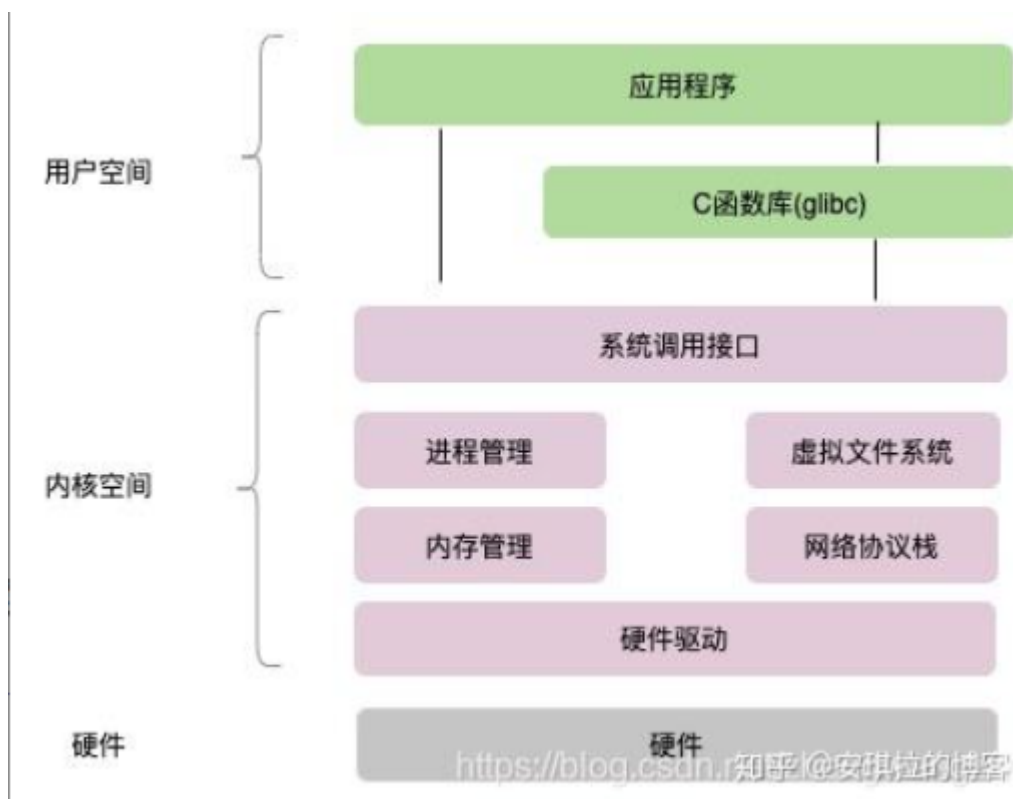 应用程序
用户空间
C函数库(glibc)
系统调用接口
进程管理
虚拟文件系统
内核空间
内存管理
网络协议栈
硬件驱动
硬件
硬件
知乎 @安琪拉的博客